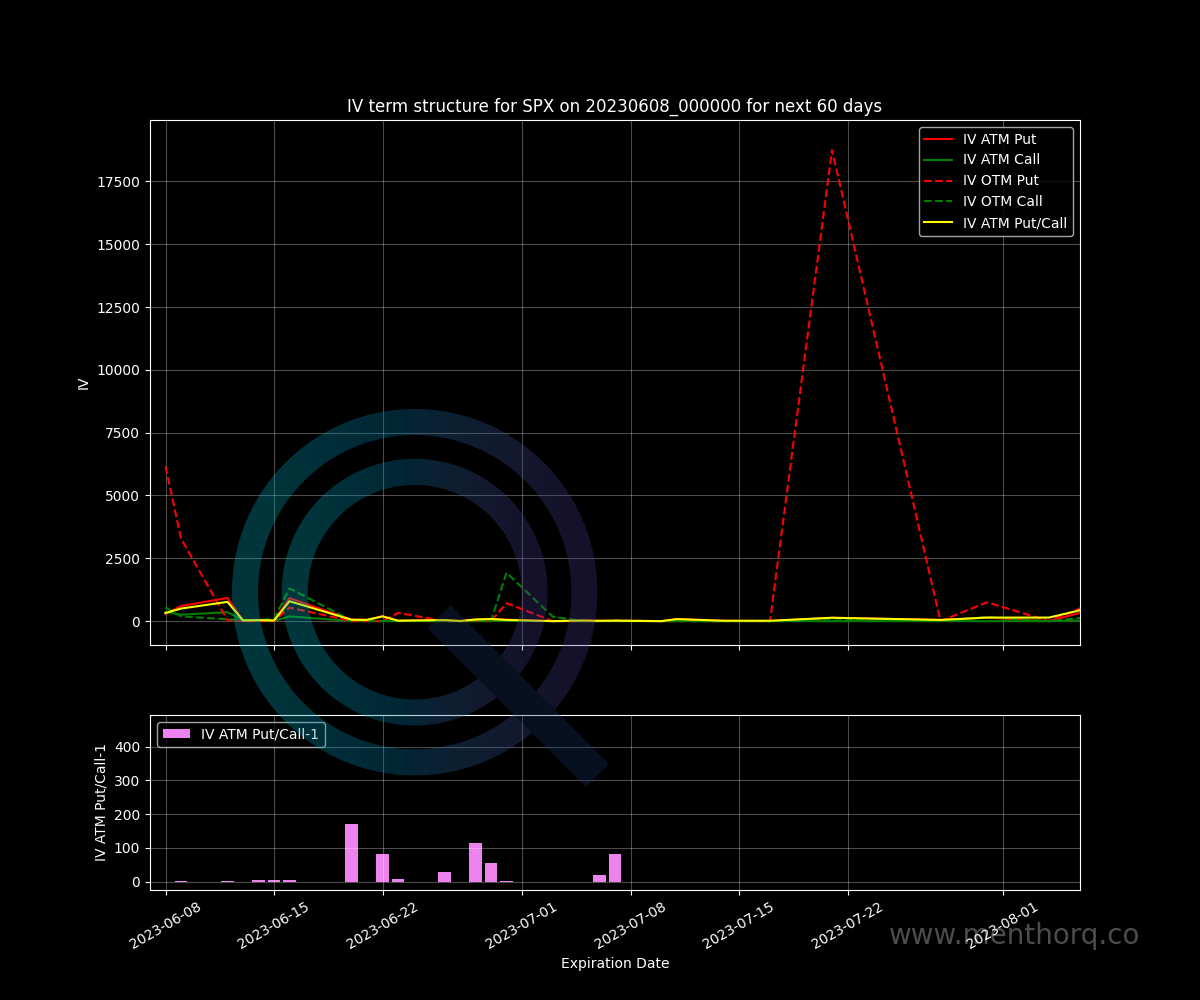 IV term structure for SPX on 20230608_000000 for next 60 days
IV ATM Put
IV ATM Call
IV OTM Put
IV OTM Call
IV ATM Put/Call
17500
15000
12500
10000
7500
5000
2500
0
IV
IV ATM Put/Call-1
400
300
200
100
0
IV ATM Put/Call-1
2023-06-08
2023-06-15
2023-06-22
2023-07-01
2023-07-08
2023-07-15
2023-07-22
2023-08-01
www.menthorq.co
Expiration Date